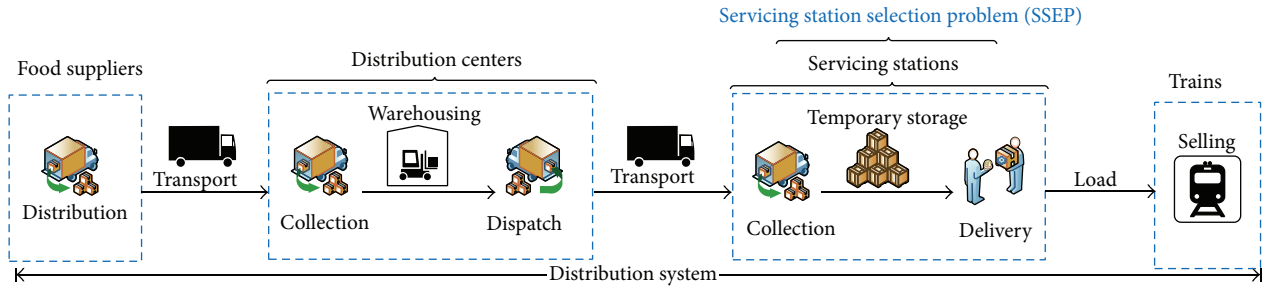 Servicing station selection problem (SSEP)
Food suppliers
Distribution centers
Servicing stations
Trains
Distribution
Transport
Warehousing
Collection
Dispatch
Transport
Temporary storage
Collection
Delivery
Load
Selling
Distribution system